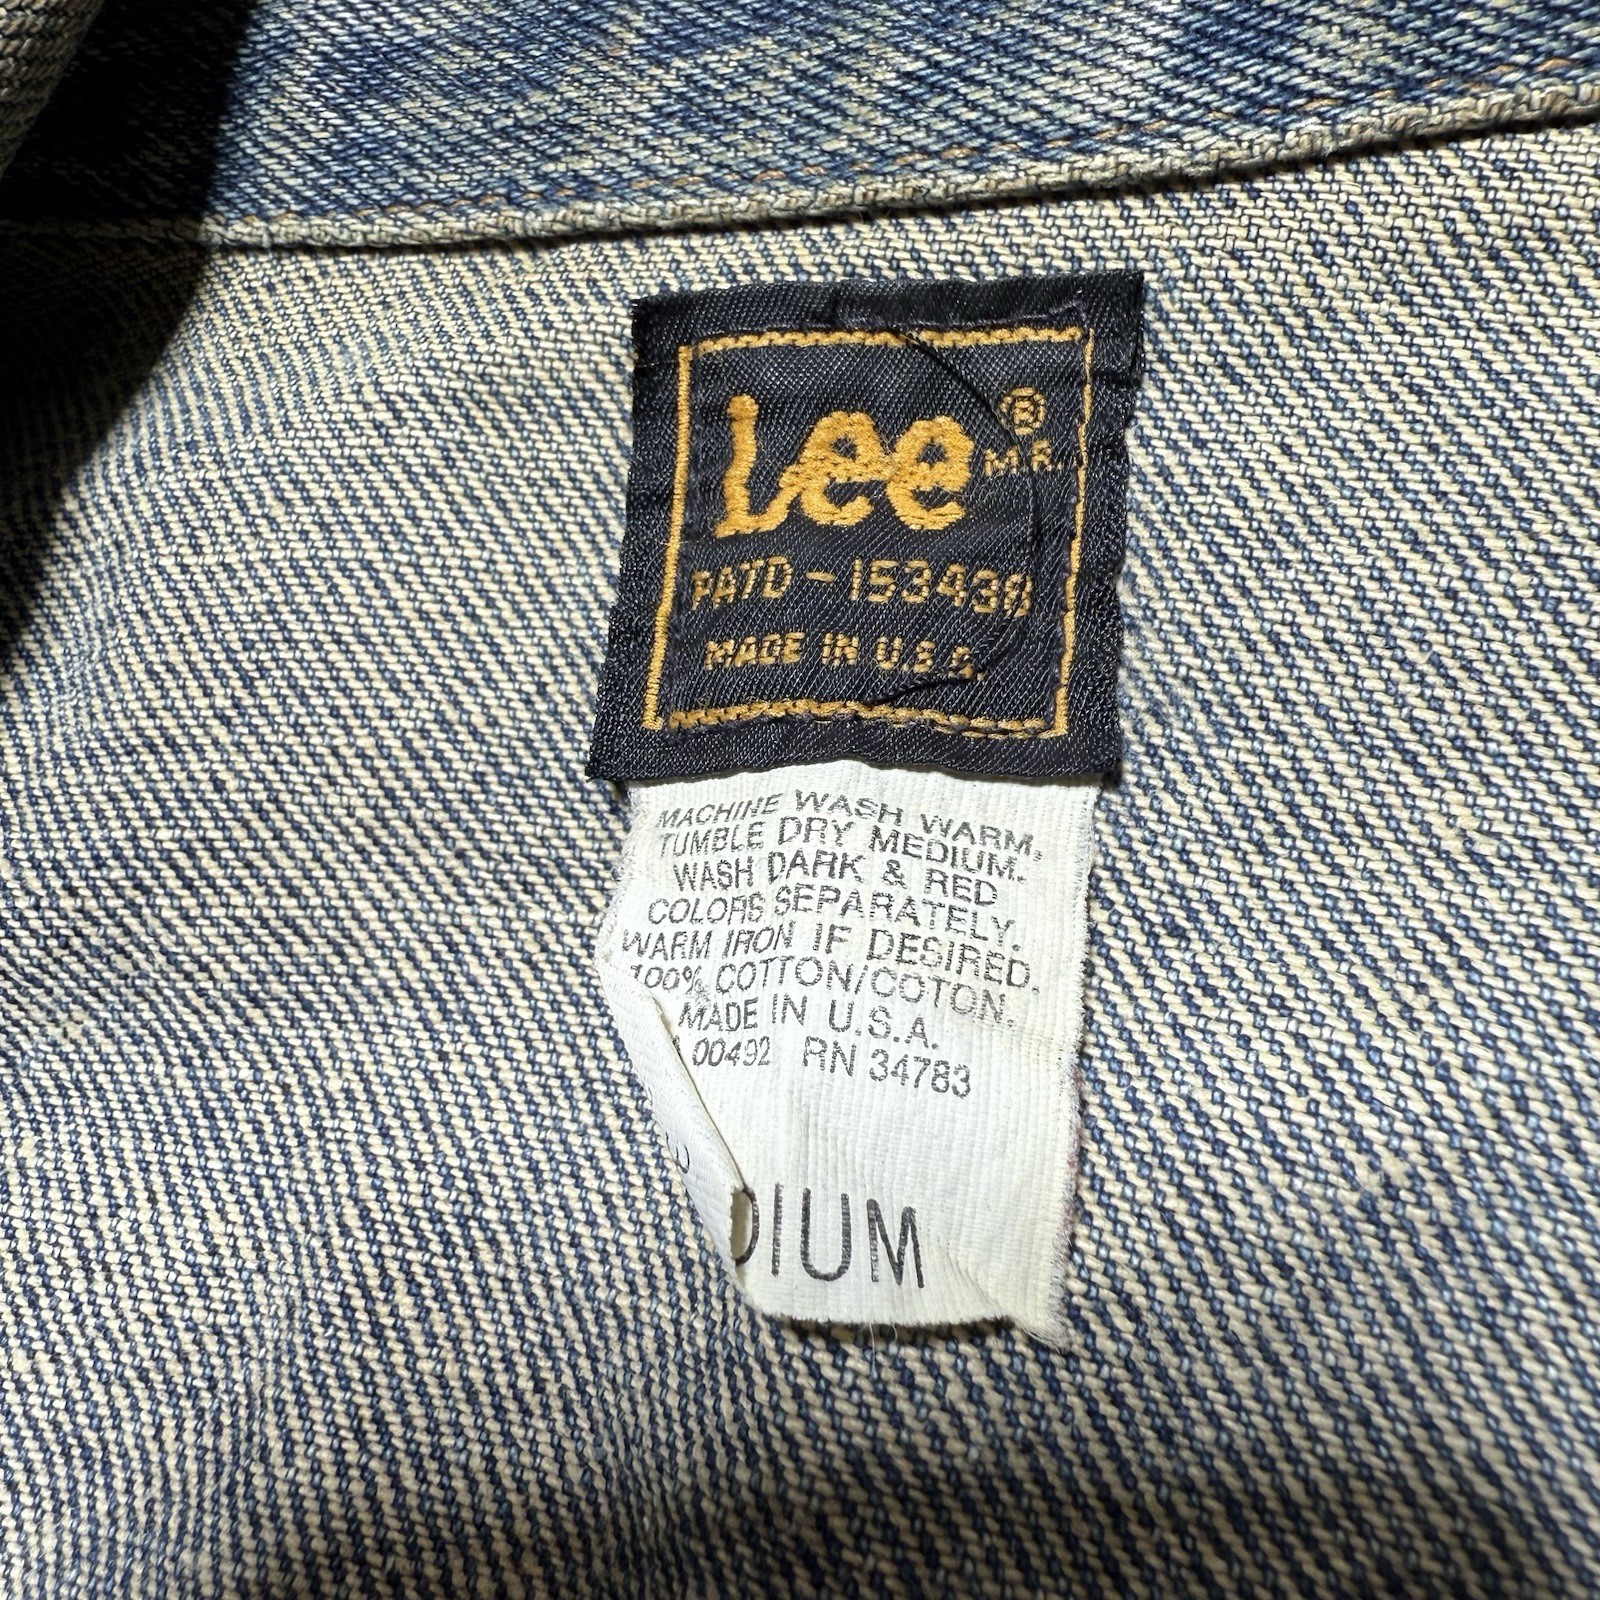 Lee ®
M.R.
PATD-153438
MADE IN U.S.A.
MACHINE WASH WARM,
TUMBLE DRY MEDIUM.
WASH DARK & RED
COLORS SEPARATELY.
WARM IRON IF DESIRED.
100% COTTON/COTON.
MADE IN U.S.A.
00492 RN 34783
DIUM